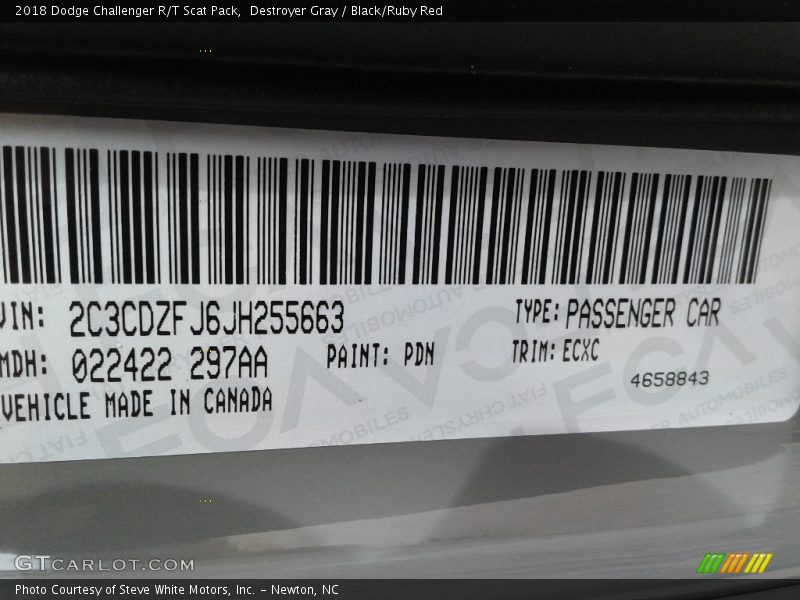 2018 Dodge Challenger R/T Scat Pack,  Destroyer Gray / Black/Ruby Red
VIN: 2C3CDZFJ6JH255663 TYPE: PASSENGER CAR
MDH: 022422 297AA PAINT: PDN TRIM: ECXC
4658843
VEHICLE MADE IN CANADA
GTCARLOT.COM
Photo Courtesy of Steve White Motors, Inc. – Newton, NC